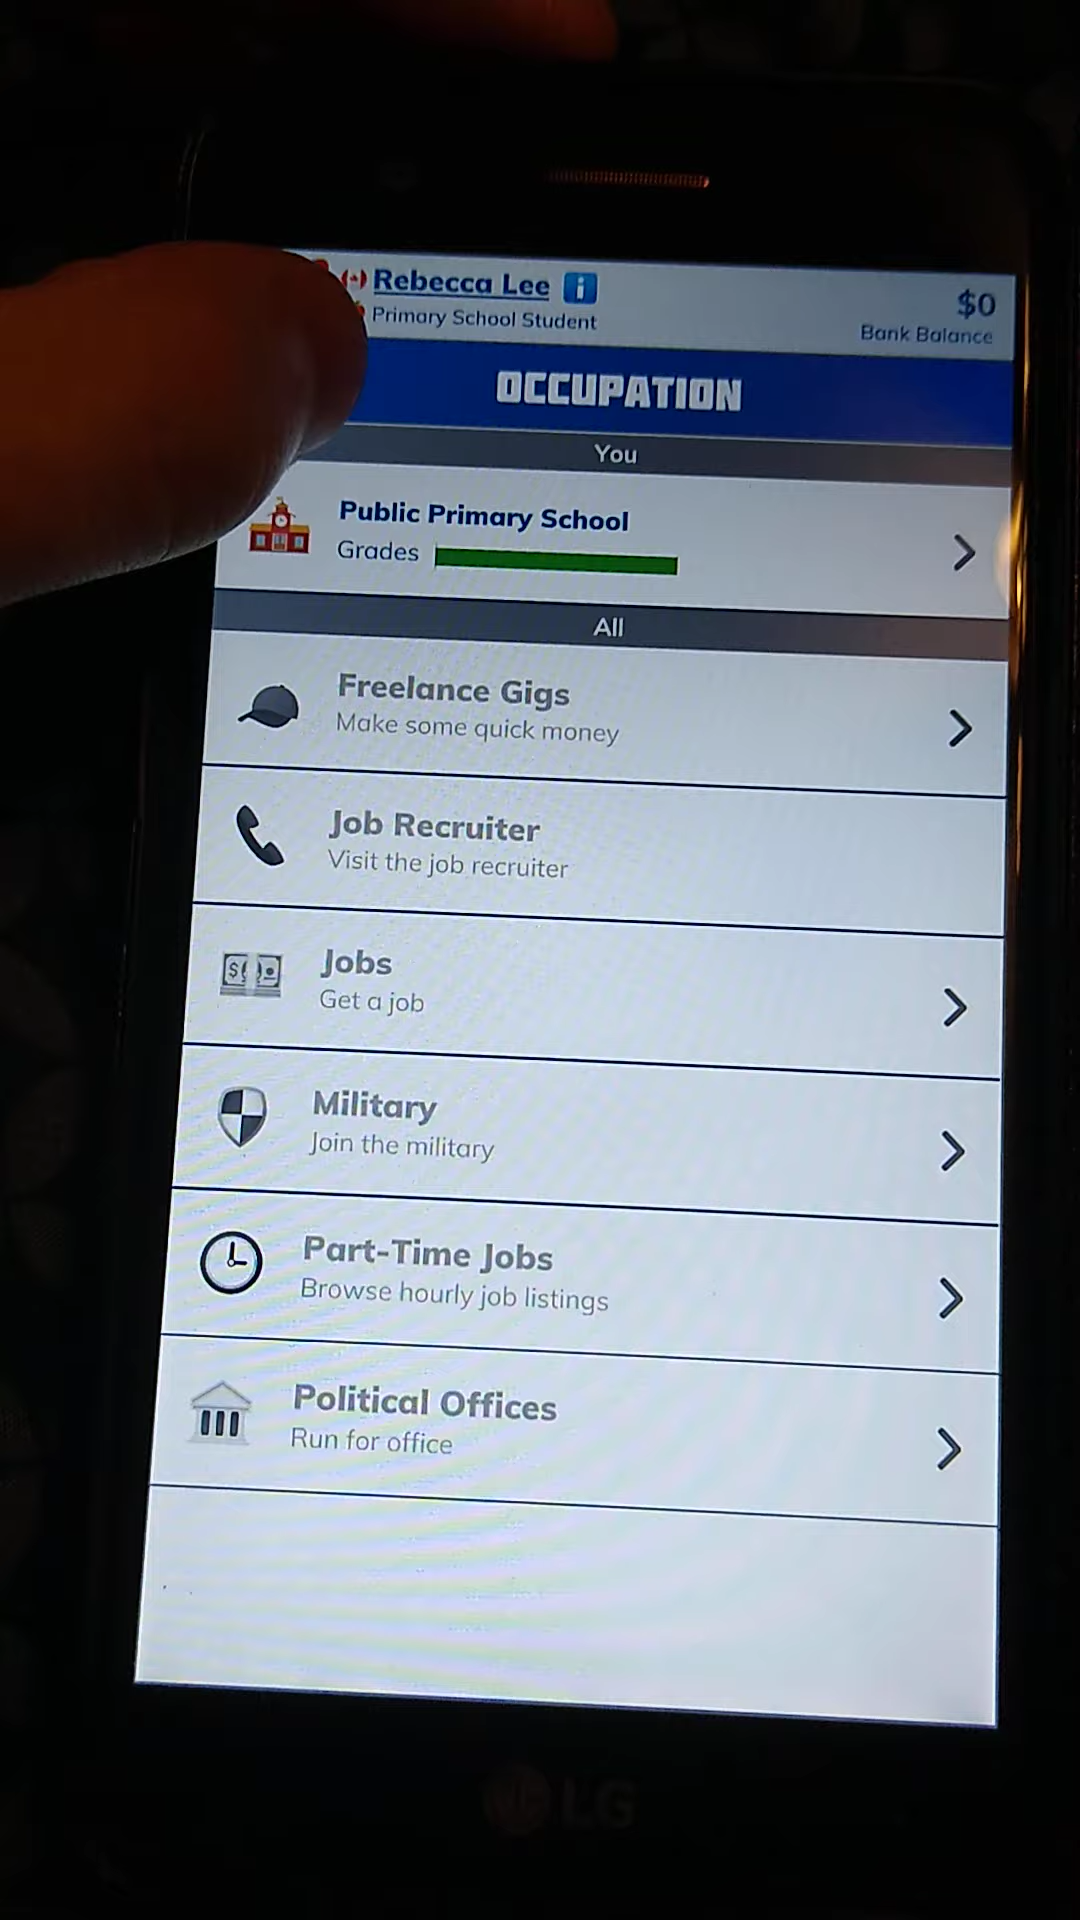 Rebecca Lee
Primary School Student
$0
Bank Balance
OCCUPATION
You
Public Primary School
Grades
All
Freelance Gigs
Make some quick money
Job Recruiter
Visit the job recruiter
Jobs
Get a job
Military
Join the military
Part-Time Jobs
Browse hourly job listings
Political Offices
Run for office
LG